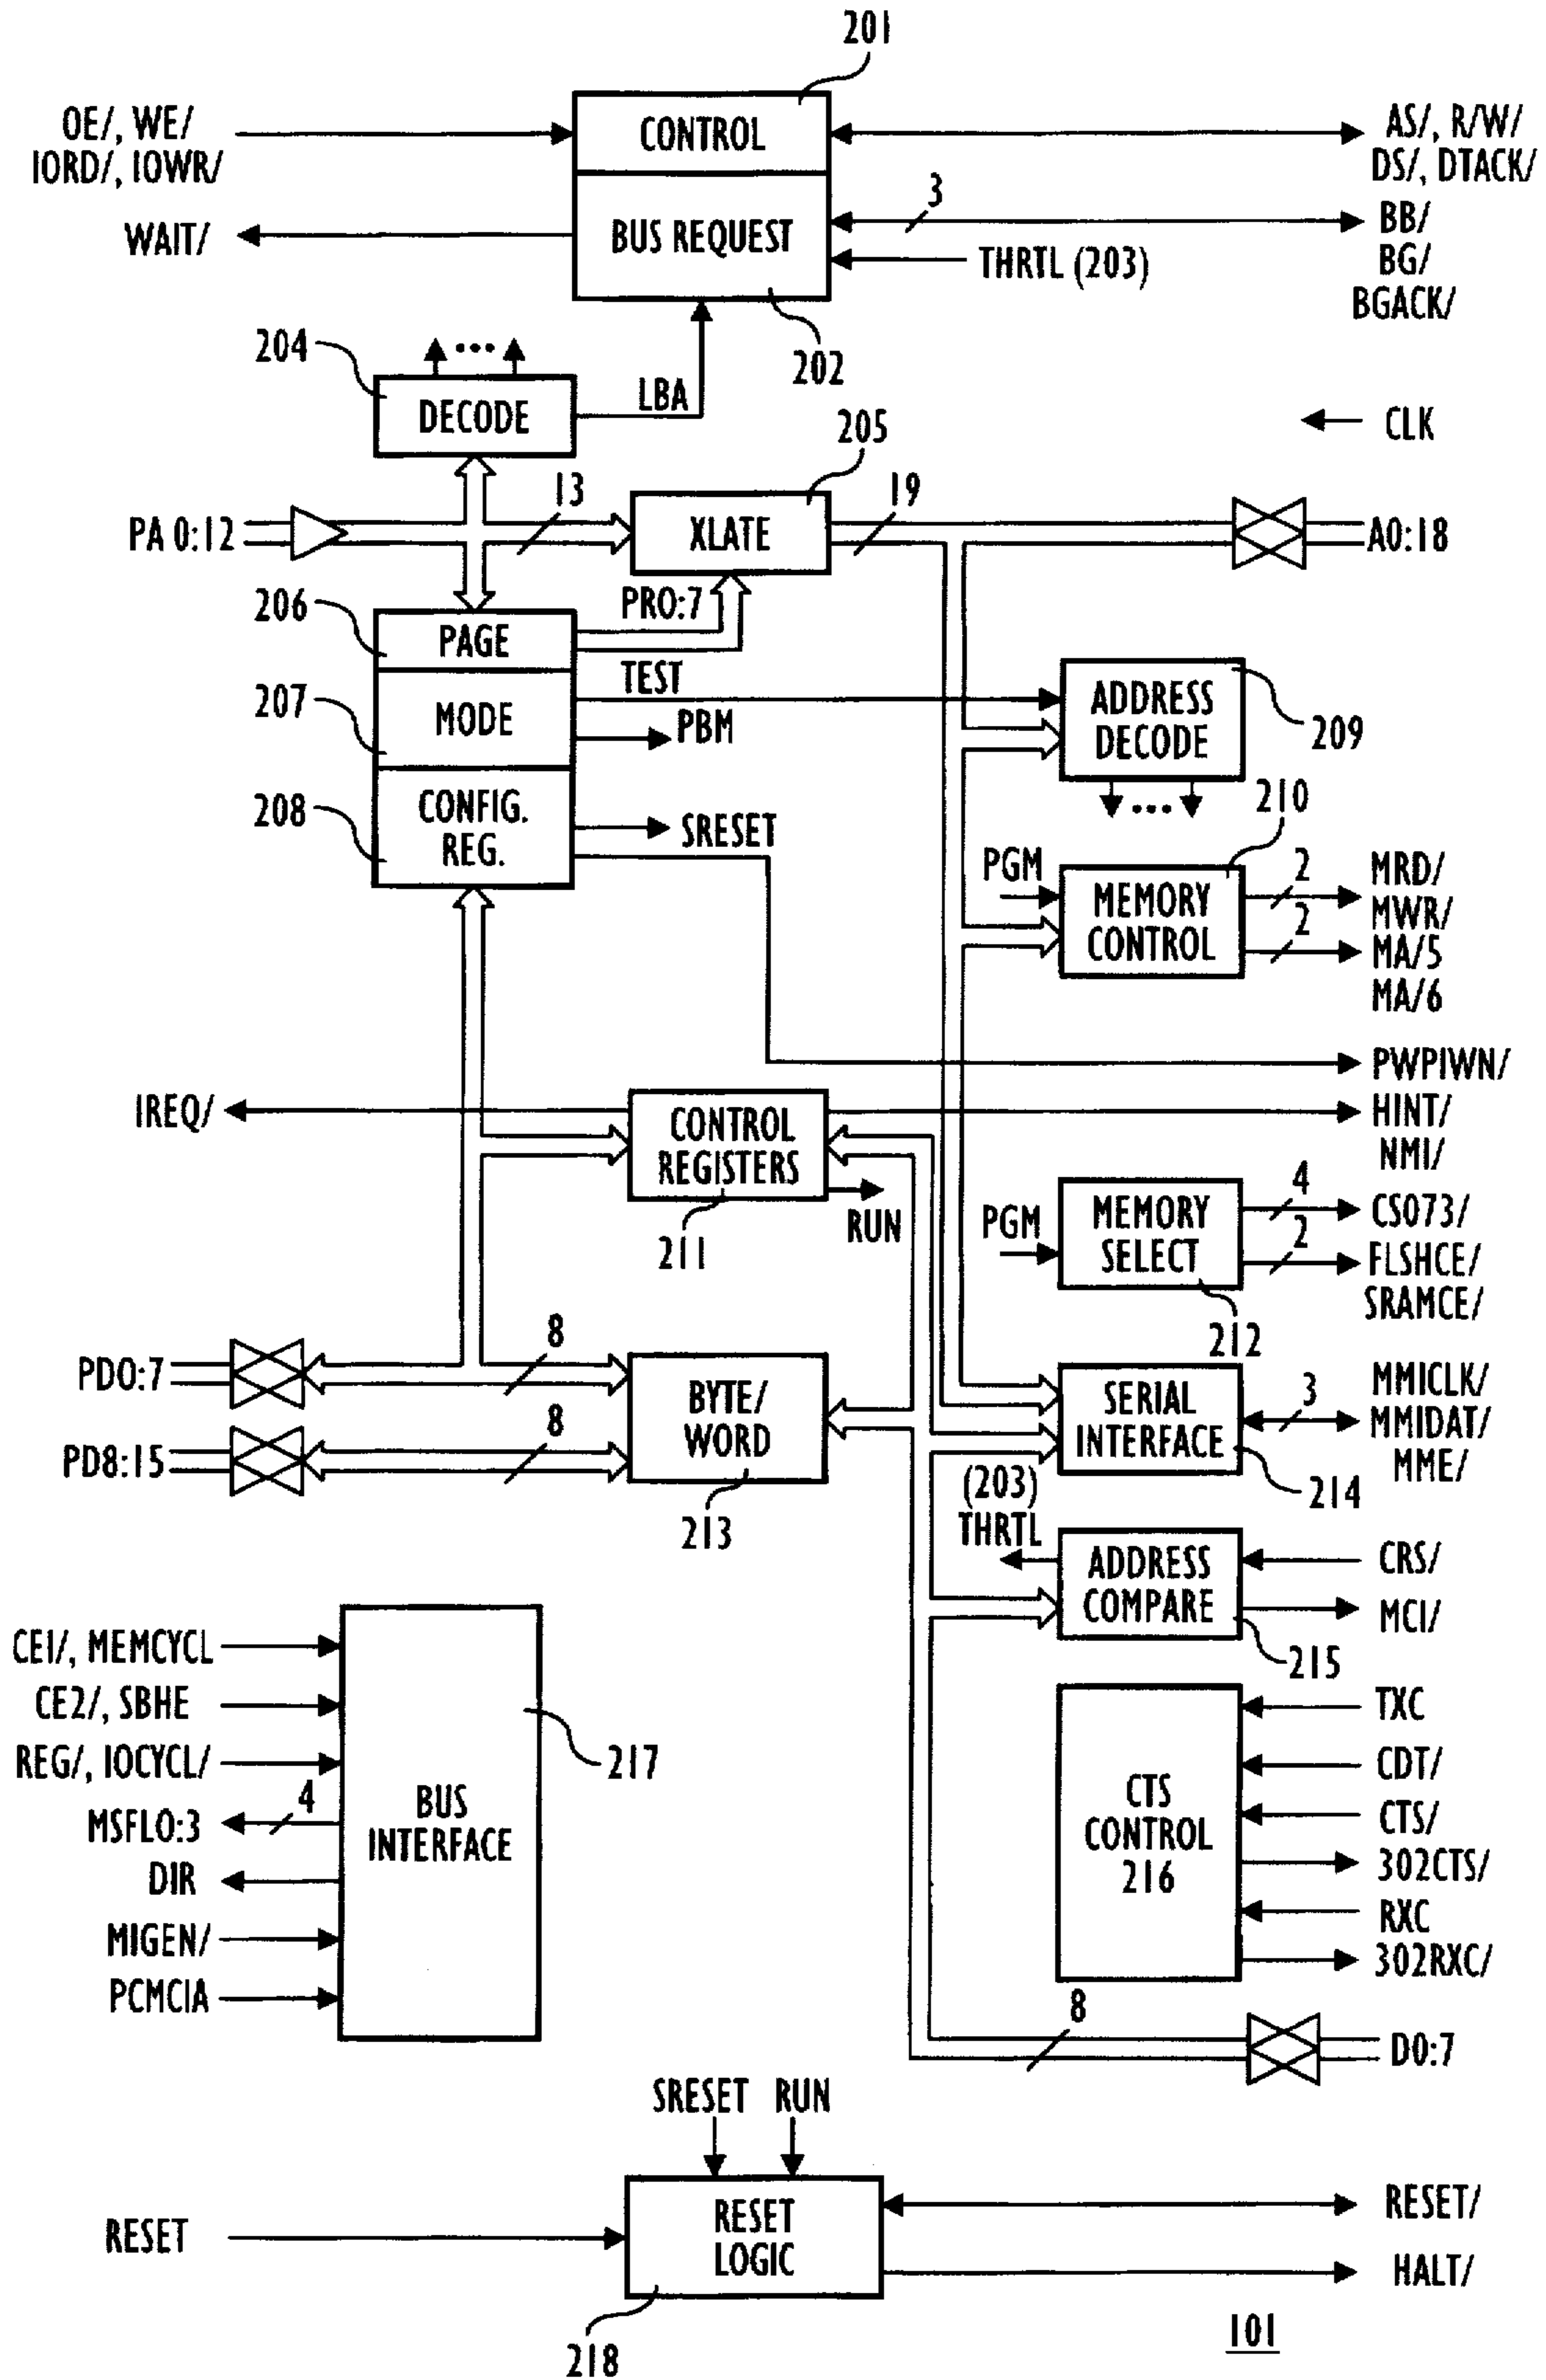 201
OE/, WE/
IORD/, IOWR/
CONTROL
AS/, R/W/
DS/, DTACK/
WAIT/
BUS REQUEST
3
BB/
BG/
BGACK/
THRTL (203)
202
204
DECODE
LBA
CLK
205
PA 0:12
13
XLATE
19
A0:18
206
PAGE
PRO:7
207
MODE
TEST
PBM
ADDRESS
DECODE
209
208
CONFIG.
REG.
SRESET
210
PGM
MEMORY
CONTROL
2
MRD/
MWR/
2
MA/5
MA/6
PWPIWN/
IREQ/
CONTROL
REGISTERS
211
RUN
HINT/
NMI/
PGM
MEMORY
SELECT
212
4
CS073/
2
FLSHCE/
SRAMCE/
PD0:7
8
PD8:15
8
BYTE/
WORD
213
SERIAL
INTERFACE
214
3
MMICLK/
MMIDAT/
MME/
(203)
THRTL
ADDRESS
COMPARE
215
CRS/
MCI/
CE1/, MEMCYCL
CE2/, SBHE
REG/, IOCYCL/
MSFL0:3
4
DIR
MIGEN/
PCMCIA
BUS
INTERFACE
217
CTS
CONTROL
216
TXC
CDT/
CTS/
302CTS/
RXC
302RXC/
8
D0:7
SRESET RUN
RESET
RESET
LOGIC
218
RESET/
HALT/
101